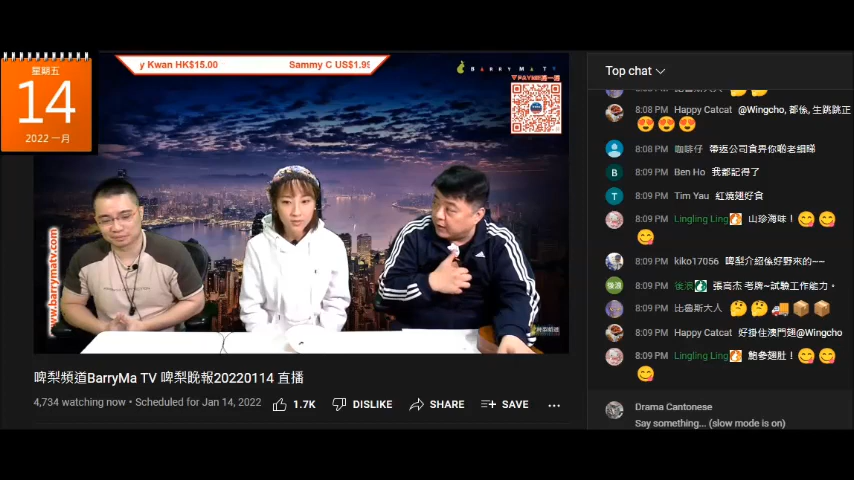 星期五
14
2022 一月
y Kwan HK$15.00
Sammy C US$1.99
BARRYMA TV
www.barrymatv.com
啤梨頻道
啤梨頻道BarryMa TV 啤梨晚報20220114 直播
4,734 watching now • Scheduled for Jan 14, 2022
1.7K
DISLIKE
SHARE
SAVE
Top chat
8:08 PM Happy Catcat @Wingcho, 都係, 生跳跳正
😍😍😍
8:08 PM 咖啡仔 帶返公司食畀你啲老細睇
8:09 PM Ben Ho 我都記得了
8:09 PM Tim Yau 紅燒翅好食
8:09 PM Lingling Ling 山珍海味！😋😋
😋
8:09 PM kiko17056 啤梨介紹係好野來的~~
8:09 PM 後浪 張高杰 考牌~試驗工作能力。
8:09 PM 比魯斯大人 🤔🤔🚚📦📦
8:09 PM Happy Catcat 好掛住澳門翅@Wingcho
8:09 PM Lingling Ling 鮑參翅肚！😋😋
😋
Drama Cantonese
Say something... (slow mode is on)